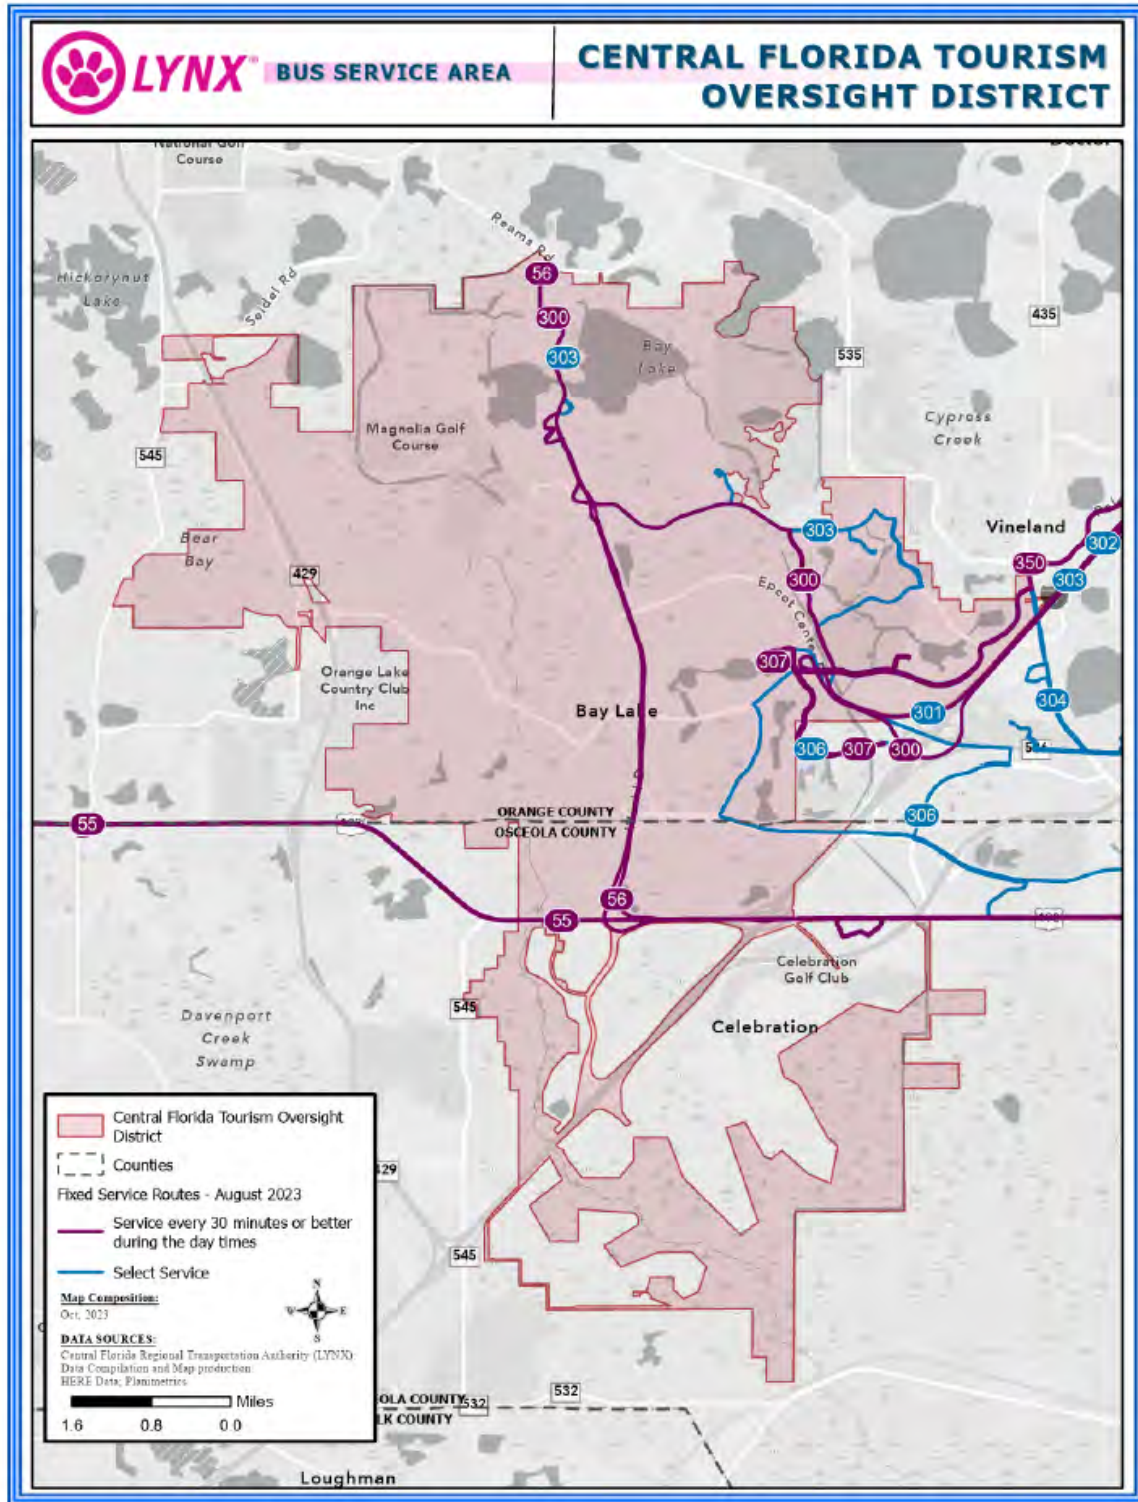 LYNX
BUS SERVICE AREA
CENTRAL FLORIDA TOURISM
OVERSIGHT DISTRICT
National Golf
Course
Reams Rd
Hickorynut
Lake
Seidel Rd
56
300
303
Bay
Lake
435
535
545
Magnolia Golf
Course
Cypress
Creek
Bear
Bay
303
Vineland
302
350
303
429
300
Epcot Center
307
Orange Lake
Country Club
Inc
Bay Lake
304
301
306
307
300
ORANGE COUNTY
OSCEOLA COUNTY
306
55
56
55
Celebration
Golf Club
545
Celebration
Davenport
Creek
Swamp
Central Florida Tourism Oversight
District
Counties
Fixed Service Routes - August 2023
Service every 30 minutes or better
during the day times
Select Service
Map Composition:
Oct, 2023
N
W E
S
DATA SOURCES:
Central Florida Regional Transportation Authority (LYNX)
Data Compilation and Map production
HERE Data; Planimetrics
Miles
1.6 0.8 0.0
429
545
OLA COUNTY
LK COUNTY
532
532
Loughman